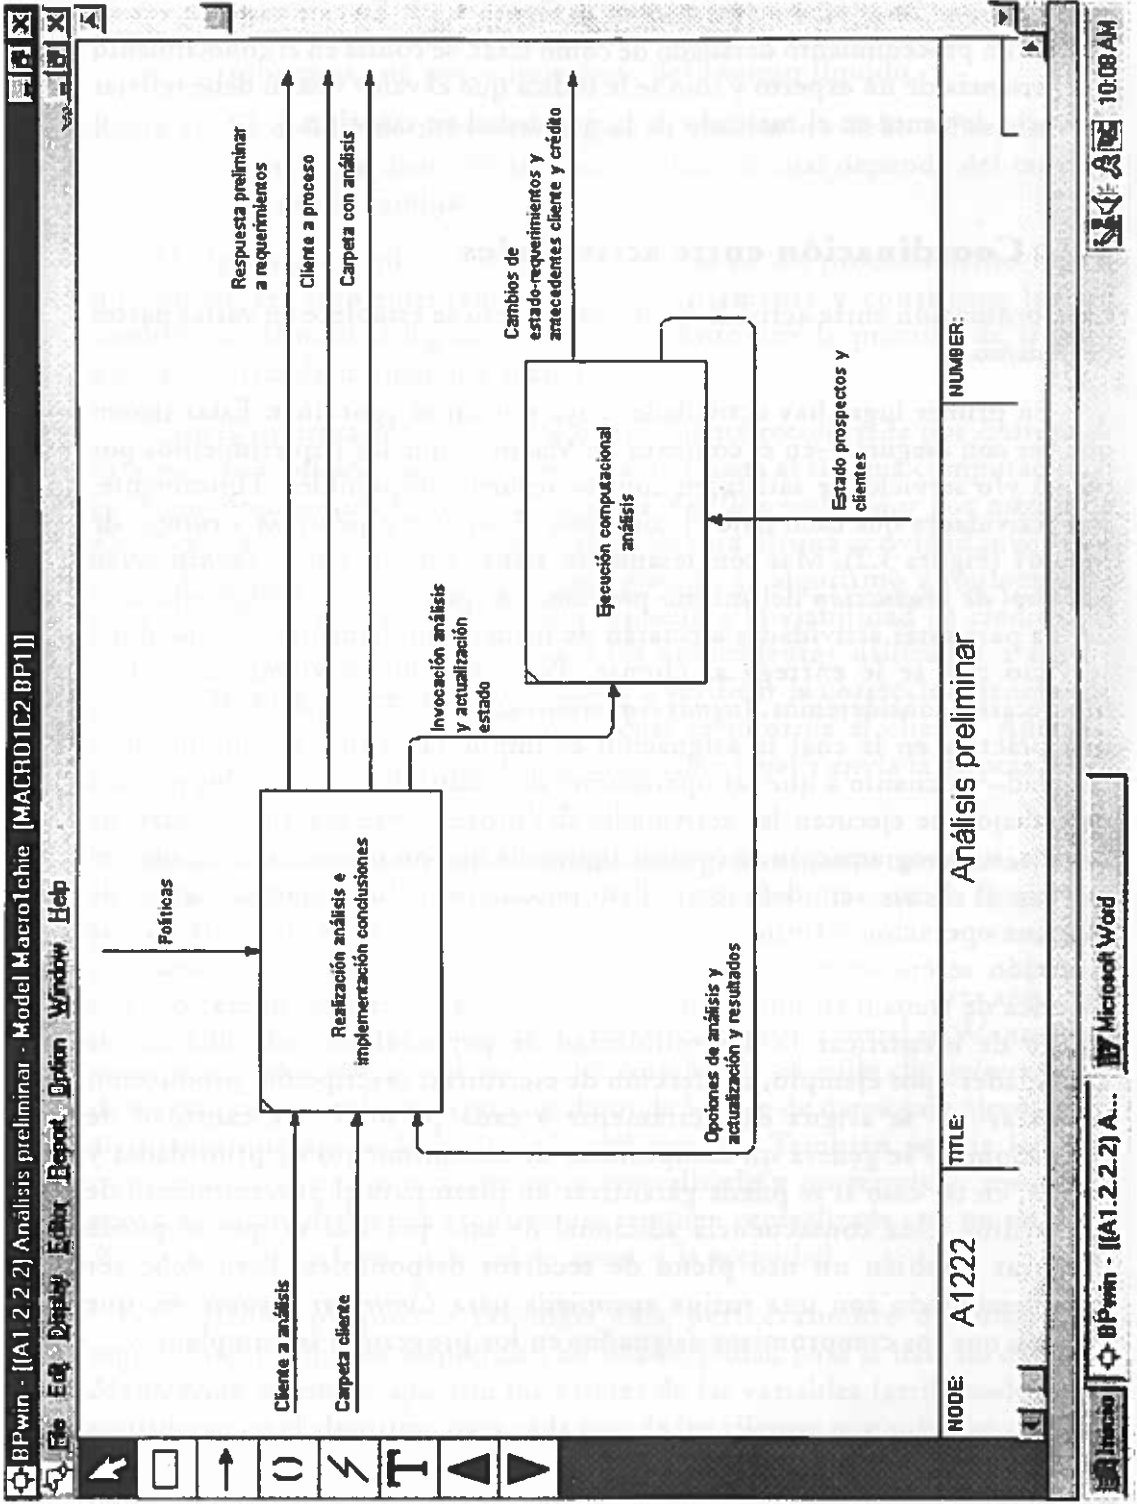 BPwin - [(A1.2.2.2) Análisis preliminar - Model Macro1chie [MACRO1C2.BP1]]
File Edit Display Editor Report Option Window Help
Políticas
Respuesta preliminar
a requerimientos
Cliente a proceso
Carpeta con análisis
Cliente a análisis
Carpeta cliente
Realización análisis e
implementación conclusiones
Invocación análisis
y actualización
estado
Cambios de
estado-requerimientos y
antecedentes cliente y crédito
Ejecución computacional
análisis
Opciones de análisis y
actualización y resultados
Estado prospectos y
clientes
NODE:
A1222
TITLE:
Análisis preliminar
NUMBER:
Inicio
BPwin - [(A1.2.2.2) A...
Microsoft Word
10:08 AM